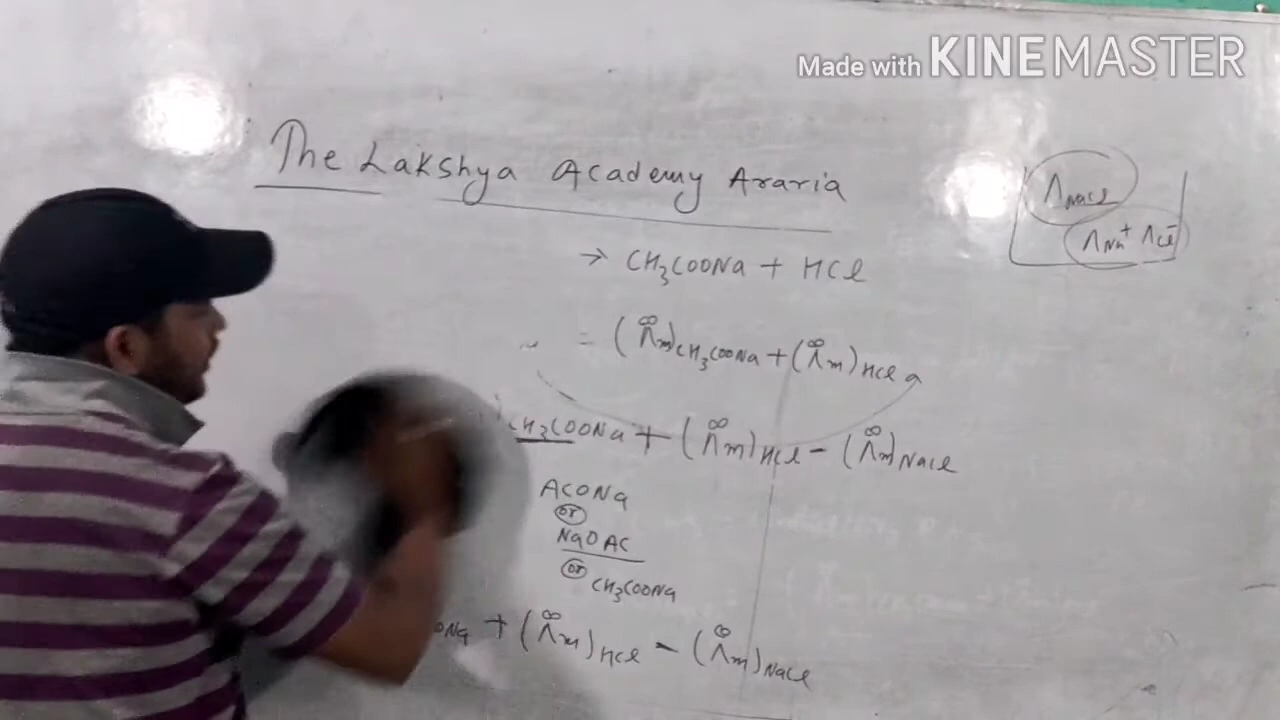 Made with KINEMASTER
The Lakshya Academy Araria
Λ NaCl
Λ Na⁺ Λ Cl⁻
→ CH₃COONa + HCl
= (Λ͚m)CH₃COONa + (Λ͚m)HCl
CH₃COONa + (Λ͚m)HCl - (Λ͚m)NaCl
ACONa
or
NaOAC
or CH₃COONa
ONa + (Λ͚m)HCl - (Λ͚m)NaCl